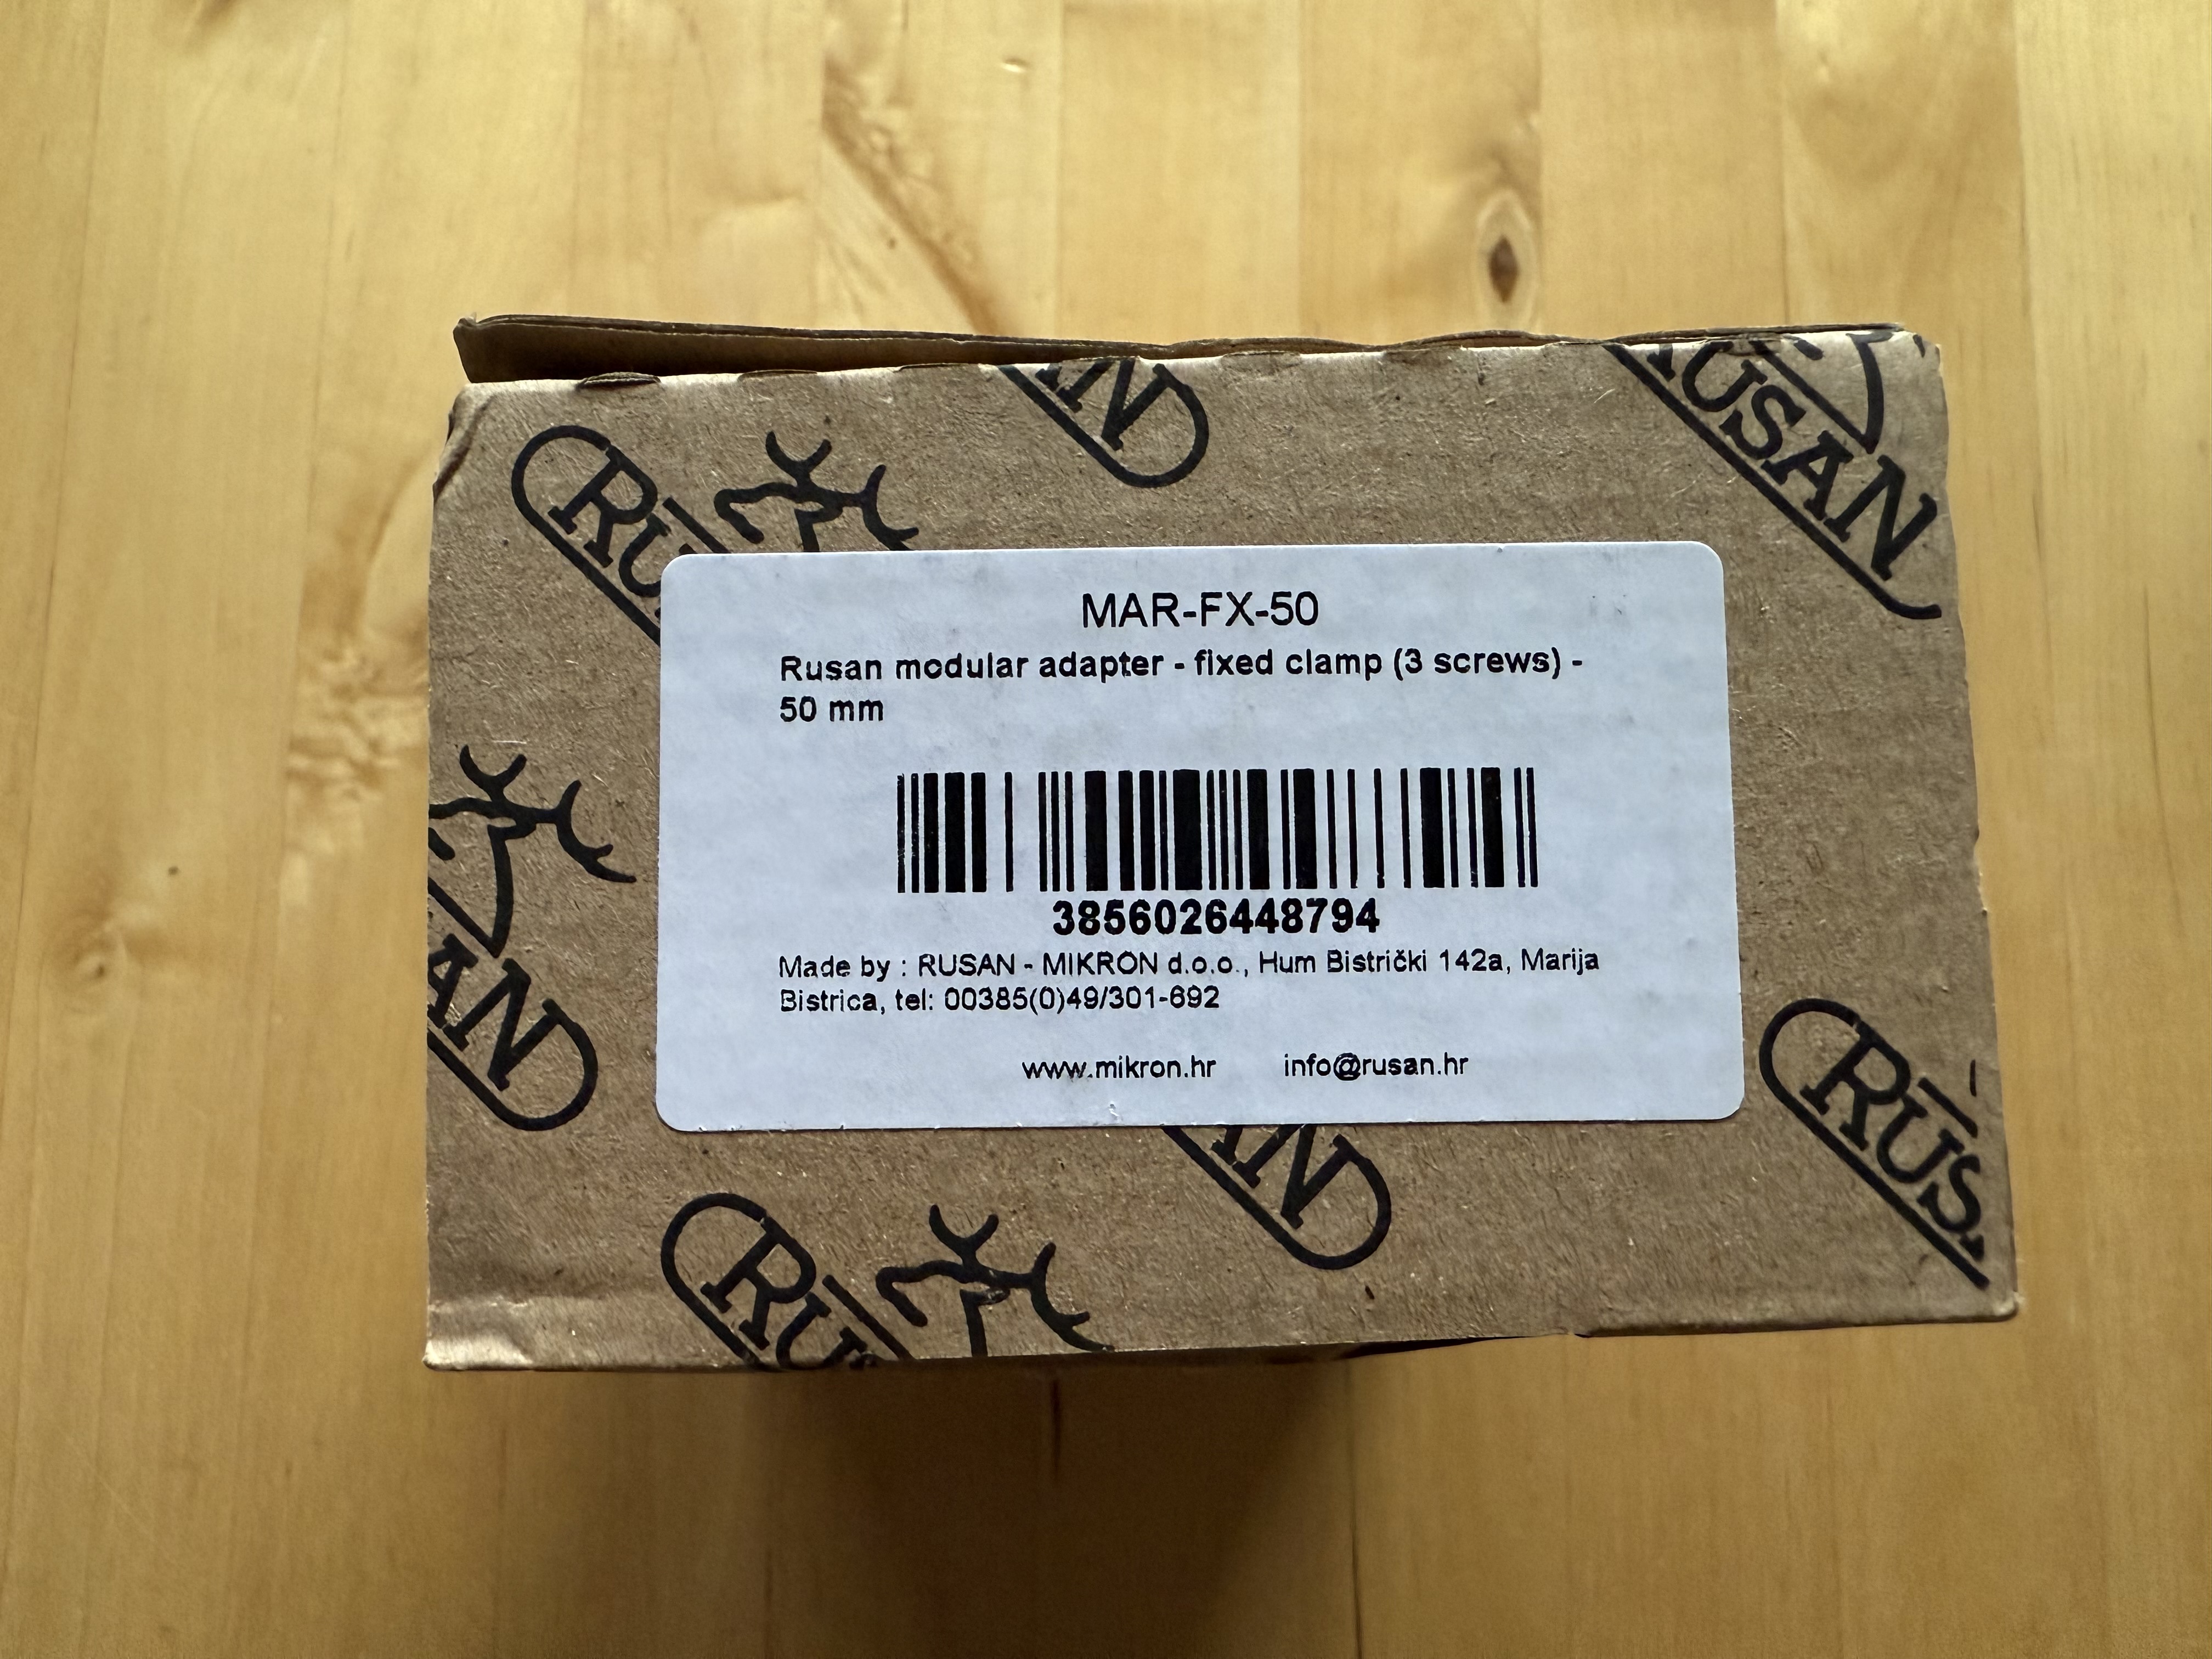 RUSAN
MAR-FX-50
Rusan modular adapter - fixed clamp (3 screws) -
50 mm
3856026448794
Made by : RUSAN - MIKRON d.o.o., Hum Bistrički 142a, Marija
Bistrica, tel: 00385(0)49/301-692
www.mikron.hr info@rusan.hr